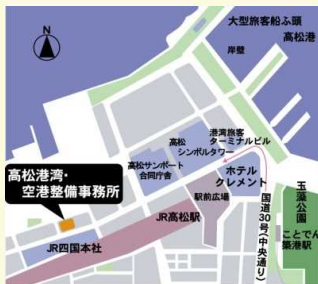 大型旅客船ふ頭
高松港
岸壁
N
港湾旅客
ターミナルビル
高松
シンボルタワー
高松サンポート
合同庁舎
ホテル
クレメント
高松港湾・
空港整備事務所
駅前広場
玉藻公園
JR高松駅
国道30号(中央通り)
ことでん
築港駅
JR四国本社